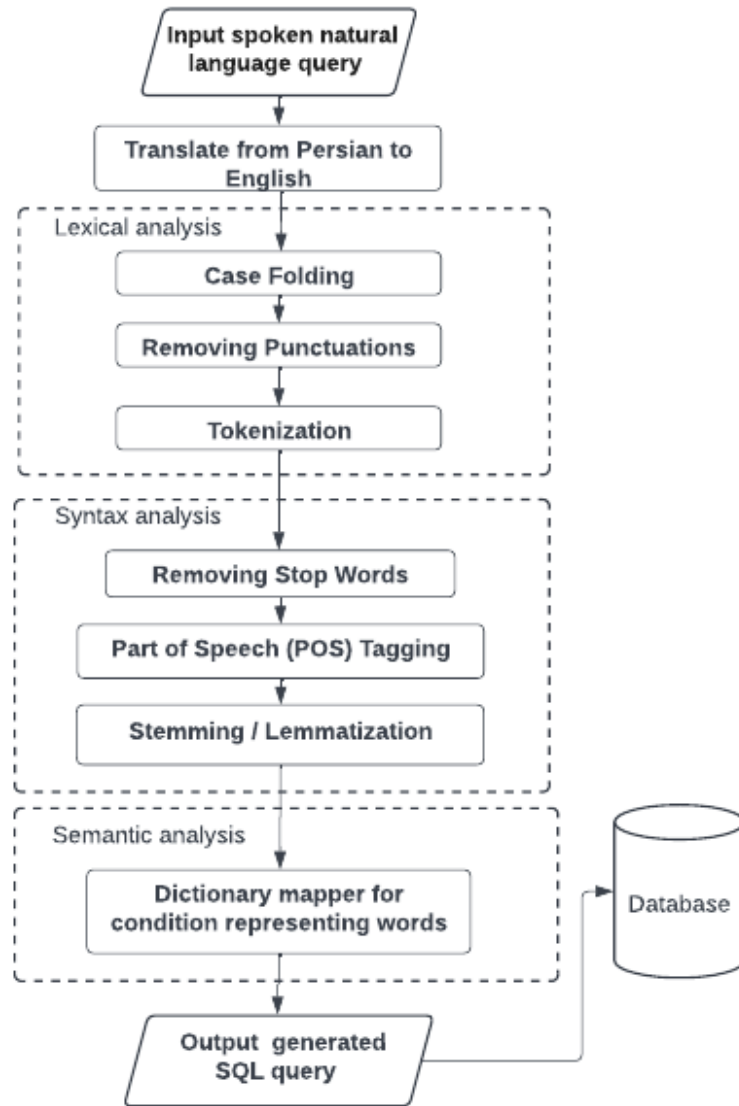 Input spoken natural
language query
Translate from Persian to
English
Lexical analysis
Case Folding
Removing Punctuations
Tokenization
Syntax analysis
Removing Stop Words
Part of Speech (POS) Tagging
Stemming / Lemmatization
Semantic analysis
Dictionary mapper for
condition representing words
Database
Output generated
SQL query